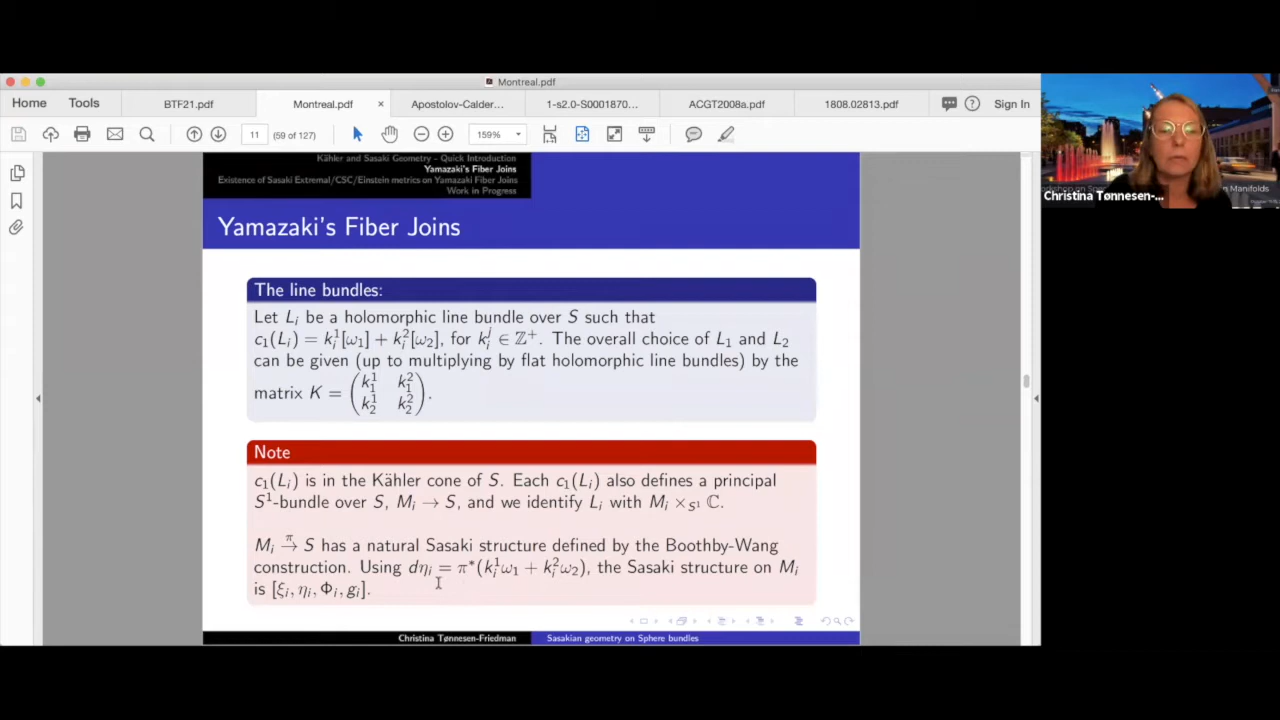 Montreal.pdf
Home Tools BTF21.pdf Montreal.pdf × Apostolov-Calder... 1-s2.0-S0001870... ACGT2008a.pdf 1808.02813.pdf Sign In
11 (59 of 127) 159%
Kähler and Sasaki Geometry - Quick Introduction
Yamazaki's Fiber Joins
Existence of Sasaki Extremal/CSC/Einstein metrics on Yamazaki Fiber Joins
Work in Progress
Yamazaki's Fiber Joins
The line bundles:
Let L_i be a holomorphic line bundle over S such that
c_1(L_i) = k_i^1[ω_1] + k_i^2[ω_2], for k_i^j ∈ ℤ^+. The overall choice of L_1 and L_2
can be given (up to multiplying by flat holomorphic line bundles) by the
matrix K = (k_1^1 k_1^2
k_2^1 k_2^2).
Note
c_1(L_i) is in the Kähler cone of S. Each c_1(L_i) also defines a principal
S^1-bundle over S, M_i → S, and we identify L_i with M_i ×_{S^1} ℂ.
M_i →^π S has a natural Sasaki structure defined by the Boothby-Wang
construction. Using dη_i = π*(k_i^1ω_1 + k_i^2ω_2), the Sasaki structure on M_i
is [ξ_i, η_i, Φ_i, g_i].
Christina Tønnesen-Friedman Sasakian geometry on Sphere bundles
Christina Tønnesen-...
Manifolds